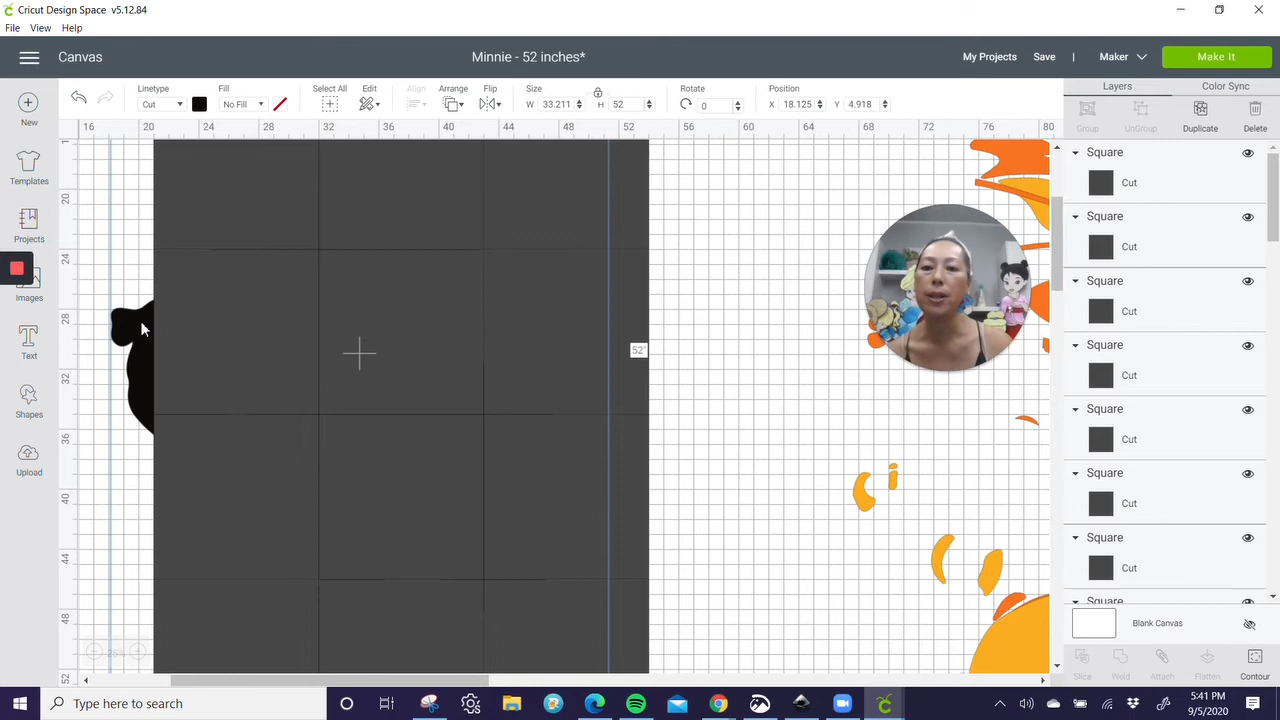 Cricut Design Space v5.12.84
File View Help
Canvas
Minnie - 52 inches*
My Projects Save | Maker Make It
Linetype Fill Select All Edit Align Arrange Flip Size Rotate Position
Cut No Fill W 33.211 H 52 0 X 18.125 Y 4.918
Layers Color Sync
Group UnGroup Duplicate Delete
16 20 24 28 32 36 40 44 48 52 56 60 64 68 72 76 80
New
Templates
Projects
Images
Text
Shapes
Upload
20
24
28
32
36
40
44
48
52
52"
Square
Cut
Square
Cut
Square
Cut
Square
Cut
Square
Cut
Square
Cut
Square
Cut
Square
Blank Canvas
Slice Weld Attach Flatten Contour
Type here to search
5:41 PM
9/5/2020